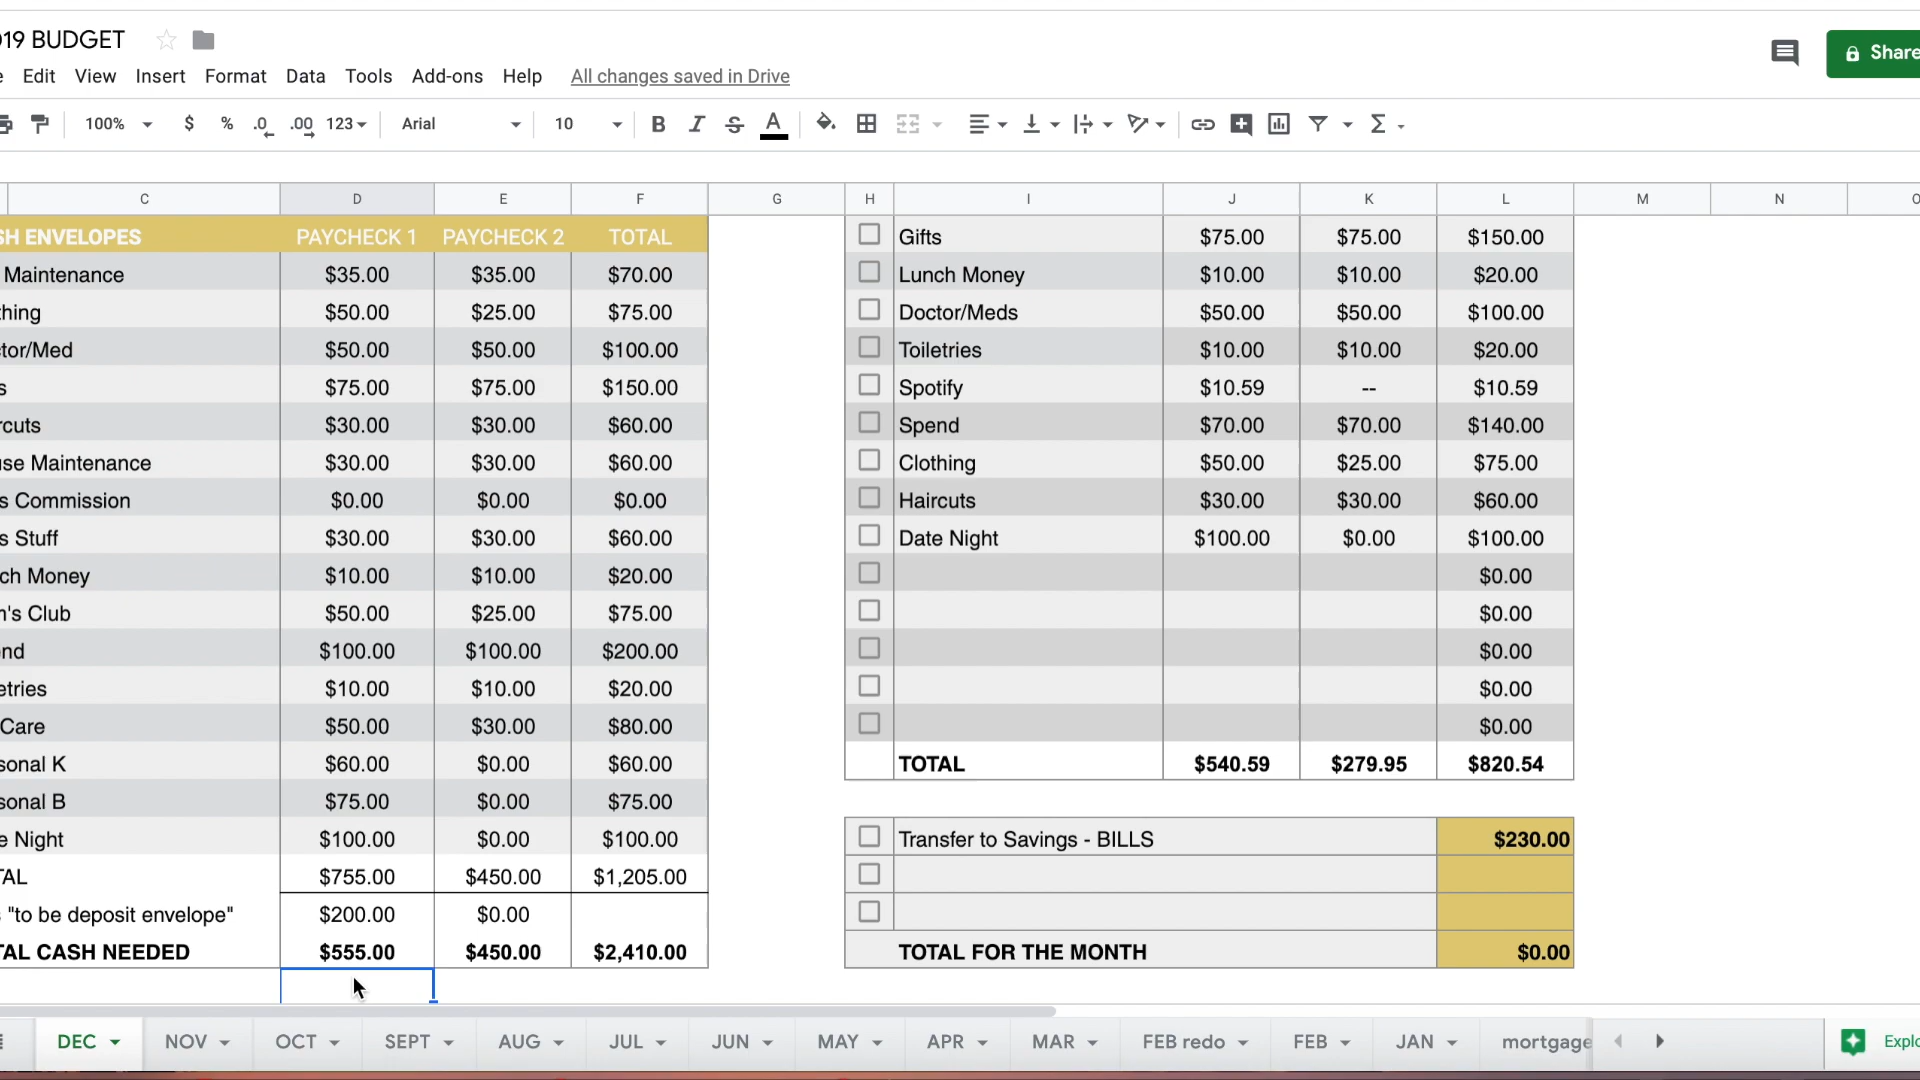 019 BUDGET
Edit View Insert Format Data Tools Add-ons Help All changes saved in Drive
Share
100% $ % .0 .00 123 Arial 10 B I S A Σ
C D E F G H I J K L M N O
SH ENVELOPES PAYCHECK 1 PAYCHECK 2 TOTAL
Maintenance $35.00 $35.00 $70.00
thing $50.00 $25.00 $75.00
tor/Med $50.00 $50.00 $100.00
s $75.00 $75.00 $150.00
rcuts $30.00 $30.00 $60.00
use Maintenance $30.00 $30.00 $60.00
s Commission $0.00 $0.00 $0.00
s Stuff $30.00 $30.00 $60.00
ch Money $10.00 $10.00 $20.00
n's Club $50.00 $25.00 $75.00
nd $100.00 $100.00 $200.00
etries $10.00 $10.00 $20.00
Care $50.00 $30.00 $80.00
sonal K $60.00 $0.00 $60.00
sonal B $75.00 $0.00 $75.00
e Night $100.00 $0.00 $100.00
TAL $755.00 $450.00 $1,205.00
s "to be deposit envelope" $200.00 $0.00
TAL CASH NEEDED $555.00 $450.00 $2,410.00
Gifts $75.00 $75.00 $150.00
Lunch Money $10.00 $10.00 $20.00
Doctor/Meds $50.00 $50.00 $100.00
Toiletries $10.00 $10.00 $20.00
Spotify $10.59 -- $10.59
Spend $70.00 $70.00 $140.00
Clothing $50.00 $25.00 $75.00
Haircuts $30.00 $30.00 $60.00
Date Night $100.00 $0.00 $100.00
$0.00
$0.00
$0.00
$0.00
$0.00
TOTAL $540.59 $279.95 $820.54
Transfer to Savings - BILLS $230.00
TOTAL FOR THE MONTH $0.00
DEC NOV OCT SEPT AUG JUL JUN MAY APR MAR FEB redo FEB JAN mortgage
Explo